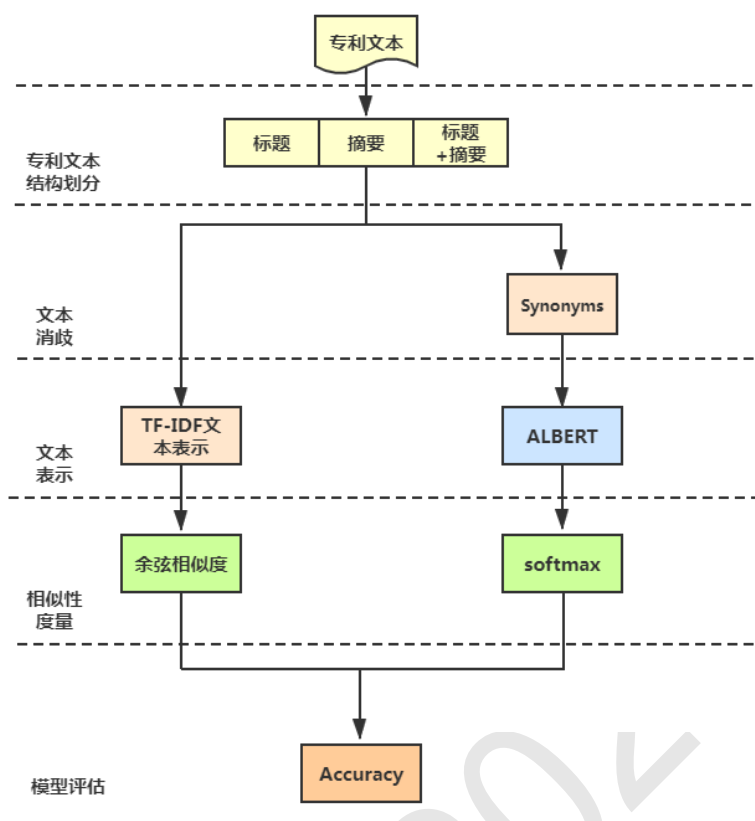 专利文本
标题
摘要
标题
+摘要
专利文本
结构划分
Synonyms
文本
消歧
TF-IDF文
本表示
ALBERT
文本
表示
余弦相似度
softmax
相似性
度量
Accuracy
模型评估